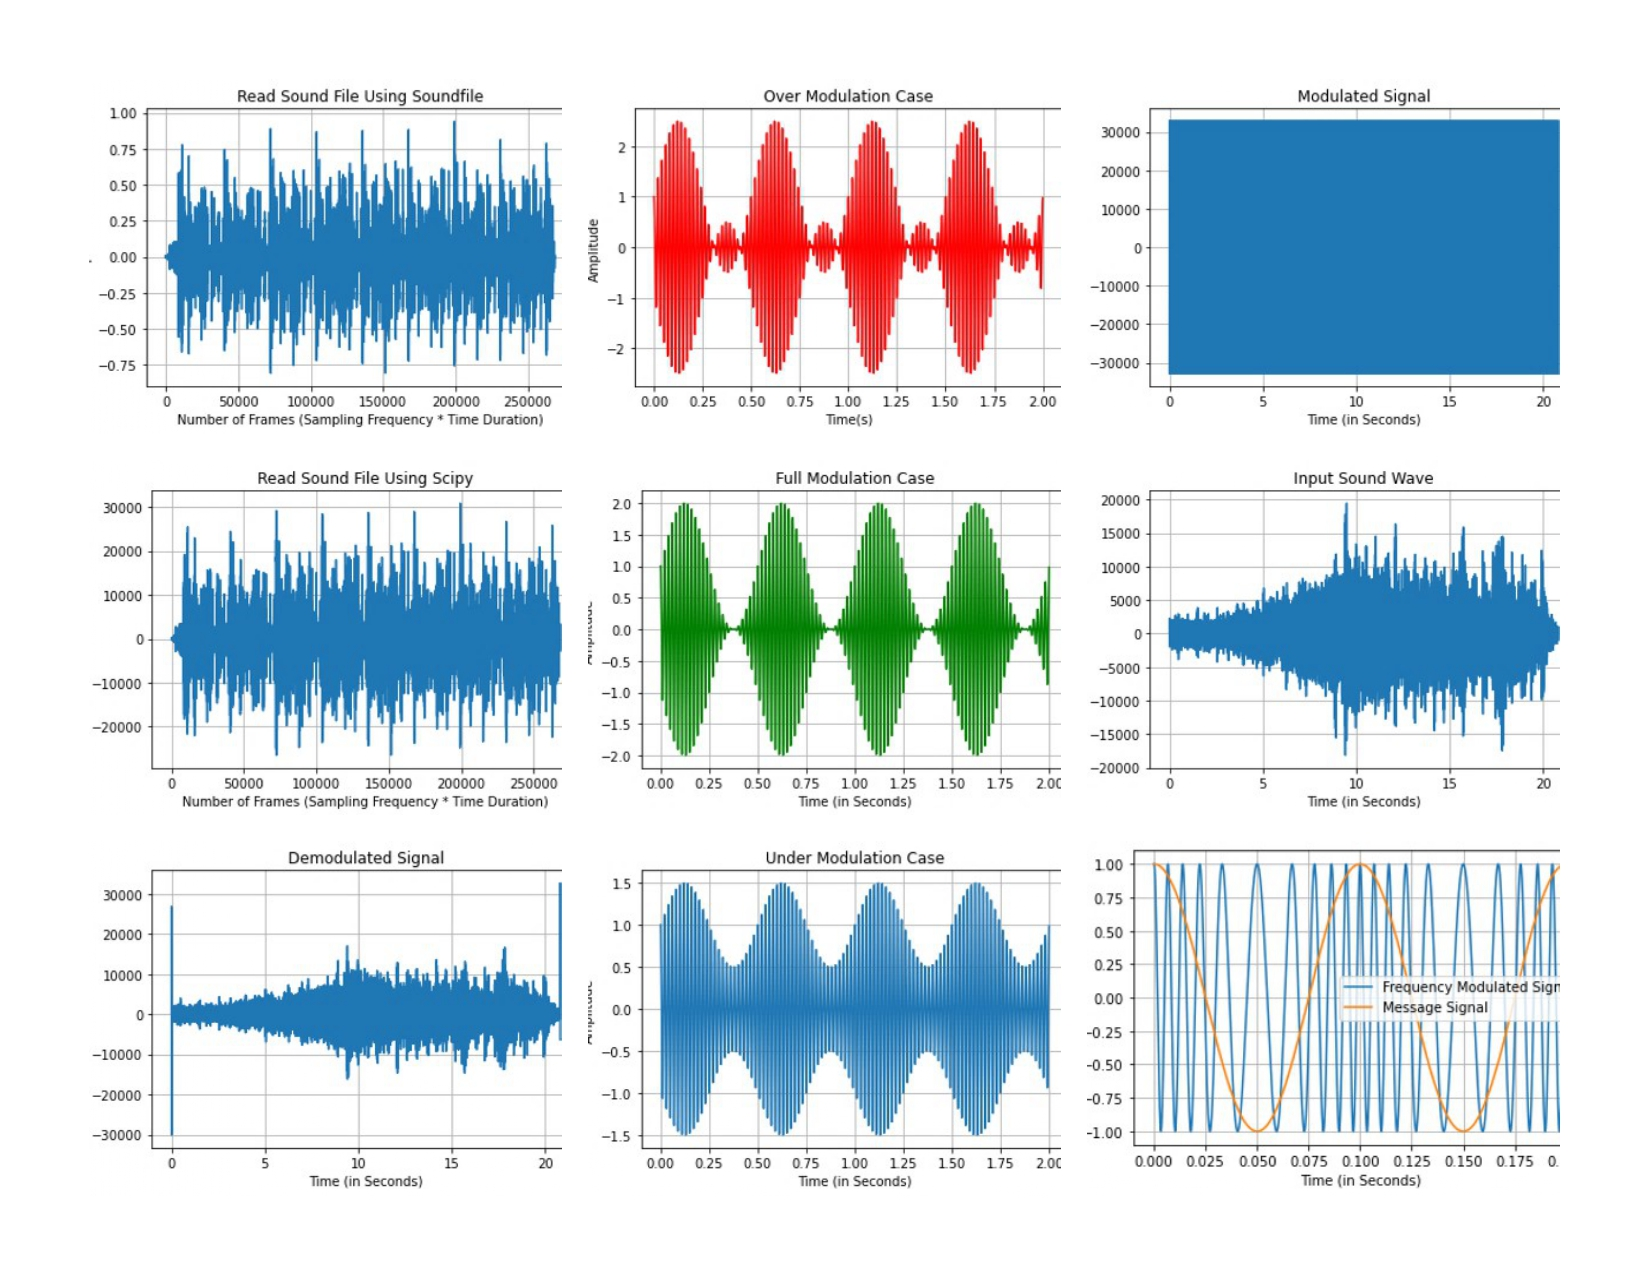 Read Sound File Using Soundfile
1.00
0.75
0.50
0.25
0.00
−0.25
−0.50
−0.75
0 50000 100000 150000 200000 250000
Number of Frames (Sampling Frequency * Time Duration)
Over Modulation Case
Amplitude
2
1
0
−1
−2
0.00 0.25 0.50 0.75 1.00 1.25 1.50 1.75 2.00
Time(s)
Modulated Signal
30000
20000
10000
0
−10000
−20000
−30000
0 5 10 15 20
Time (in Seconds)
Read Sound File Using Scipy
30000
20000
10000
0
−10000
−20000
0 50000 100000 150000 200000 250000
Number of Frames (Sampling Frequency * Time Duration)
Full Modulation Case
2.0
1.5
1.0
0.5
0.0
−0.5
−1.0
−1.5
−2.0
0.00 0.25 0.50 0.75 1.00 1.25 1.50 1.75 2.00
Time (in Seconds)
Input Sound Wave
20000
15000
10000
5000
0
−5000
−10000
−15000
−20000
0 5 10 15 20
Time (in Seconds)
Demodulated Signal
30000
20000
10000
0
−10000
−20000
−30000
0 5 10 15 20
Time (in Seconds)
Under Modulation Case
1.5
1.0
0.5
0.0
−0.5
−1.0
−1.5
0.00 0.25 0.50 0.75 1.00 1.25 1.50 1.75 2.00
Time (in Seconds)
1.00
0.75
0.50
0.25
0.00
−0.25
−0.50
−0.75
−1.00
Frequency Modulated Sign
Message Signal
0.000 0.025 0.050 0.075 0.100 0.125 0.150 0.175 0.
Time (in Seconds)